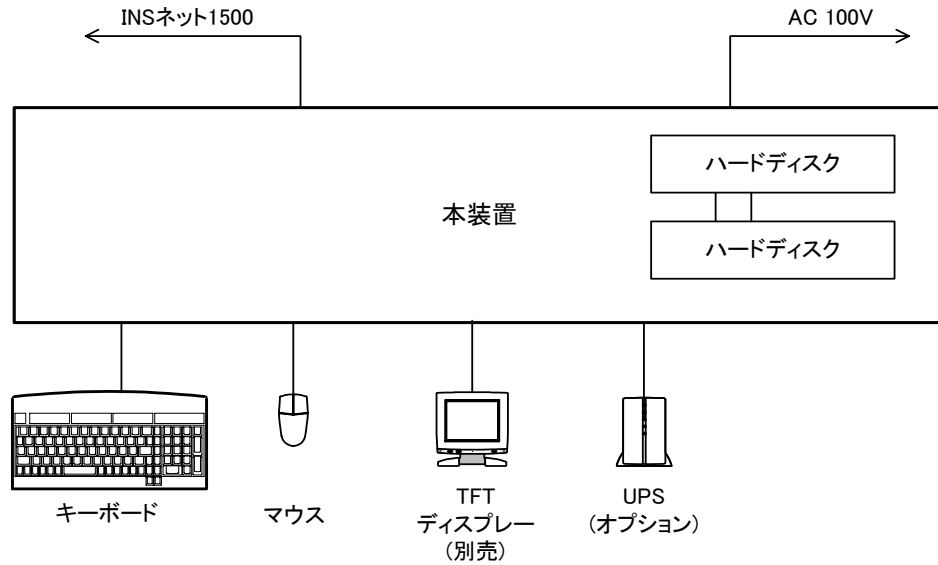 INSネット1500
AC 100V
ハードディスク
本装置
ハードディスク
キーボード
マウス
TFT
ディスプレー
(別売)
UPS
(オプション)